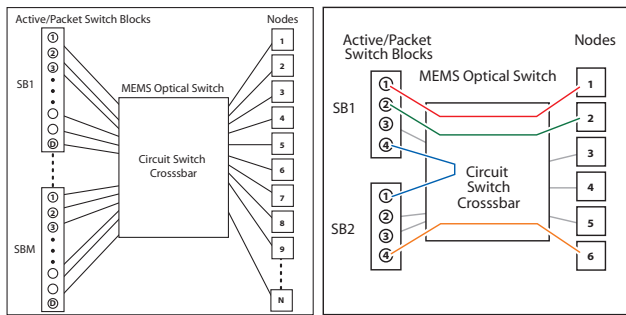 Active/Packet Switch Blocks
Nodes
1
2
3
SB1
D
MEMS Optical Switch
Circuit Switch
Crosssbar
1
2
3
SBM
D
1
2
3
4
5
6
7
8
9
N
Active/Packet
Switch Blocks
Nodes
MEMS Optical Switch
SB1
1
2
3
4
SB2
1
2
3
4
Circuit
Switch
Crosssbar
1
2
3
4
5
6